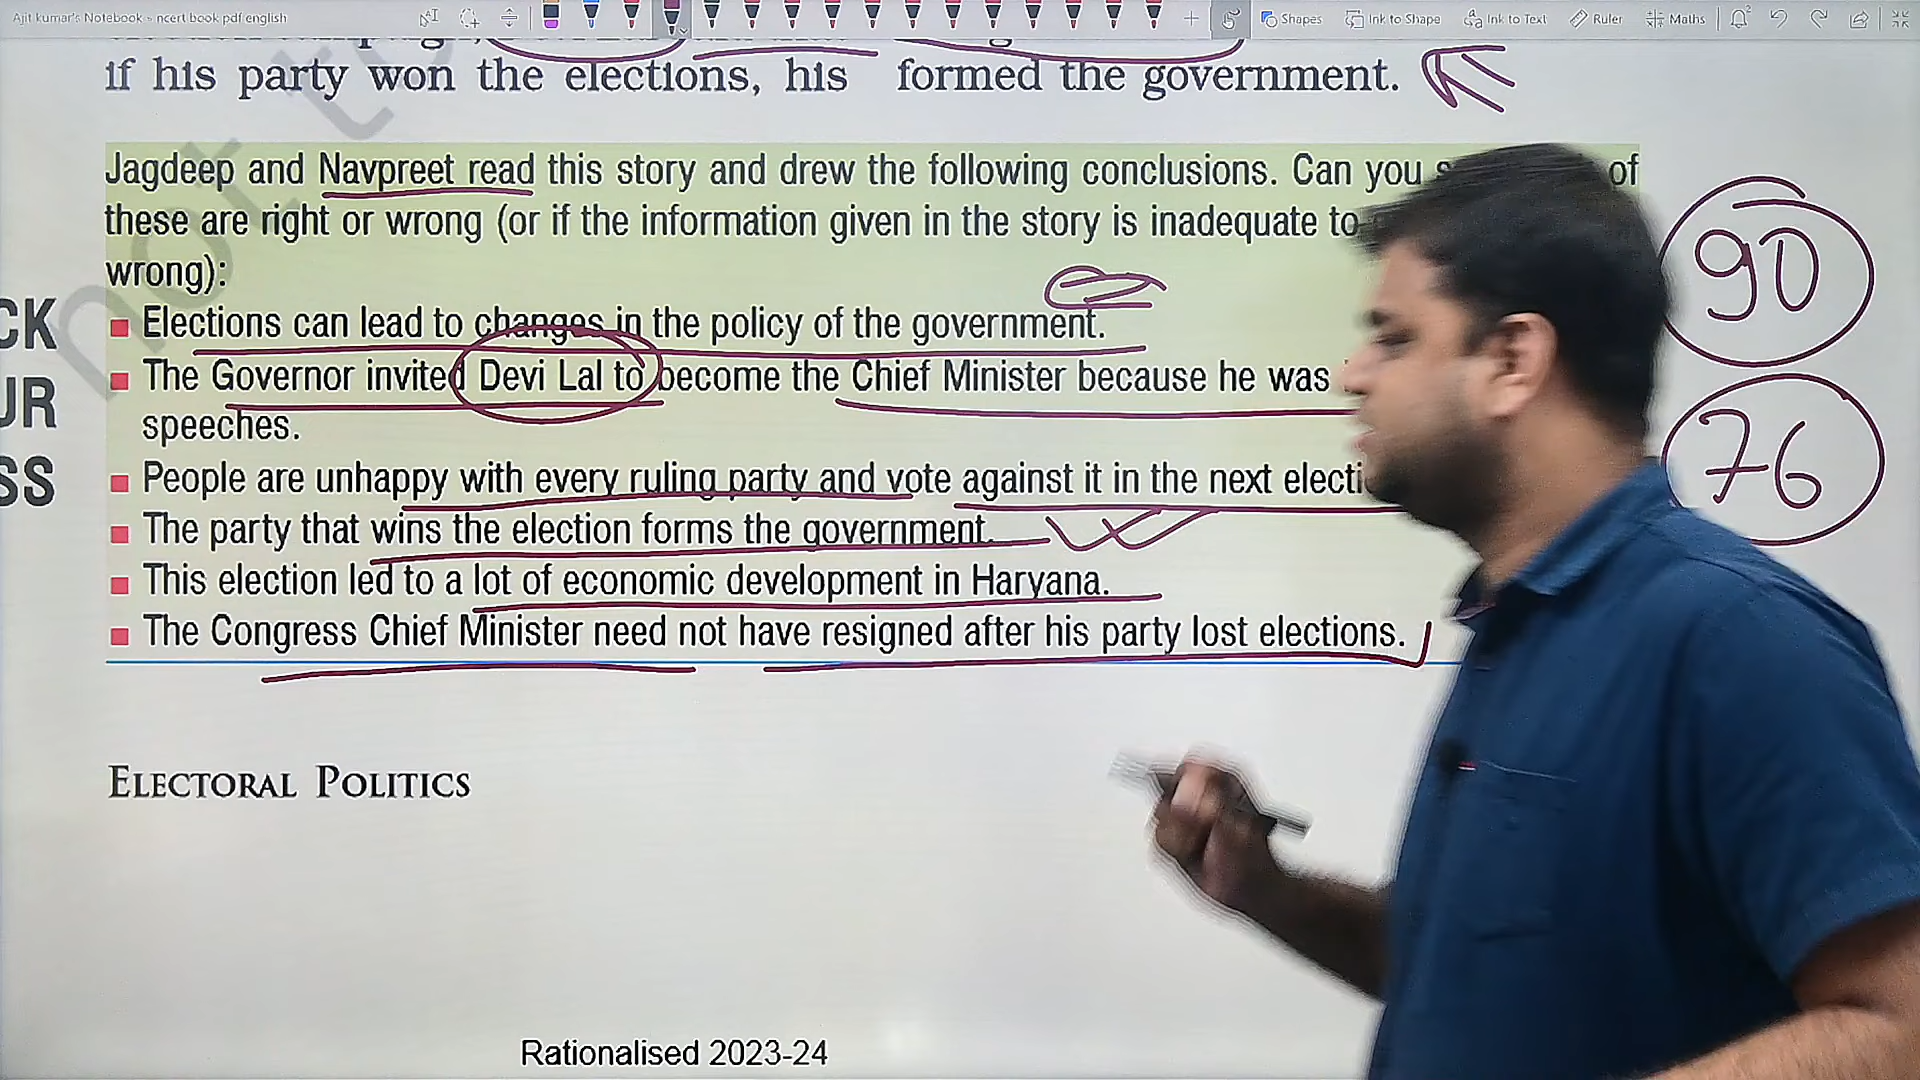 Ajit kumar's Notebook » ncert book pdf english
Shapes
Ink to Shape
Ink to Text
Ruler
Maths
if his party won the elections, his formed the government.
Jagdeep and Navpreet read this story and drew the following conclusions. Can you of
these are right or wrong (or if the information given in the story is inadequate to
wrong):
■ Elections can lead to changes in the policy of the government.
■ The Governor invited Devi Lal to become the Chief Minister because he was
speeches.
■ People are unhappy with every ruling party and vote against it in the next electi
■ The party that wins the election forms the government.
■ This election led to a lot of economic development in Haryana.
■ The Congress Chief Minister need not have resigned after his party lost elections.
CK
UR
SS
90
76
not t
ELECTORAL POLITICS
Rationalised 2023-24